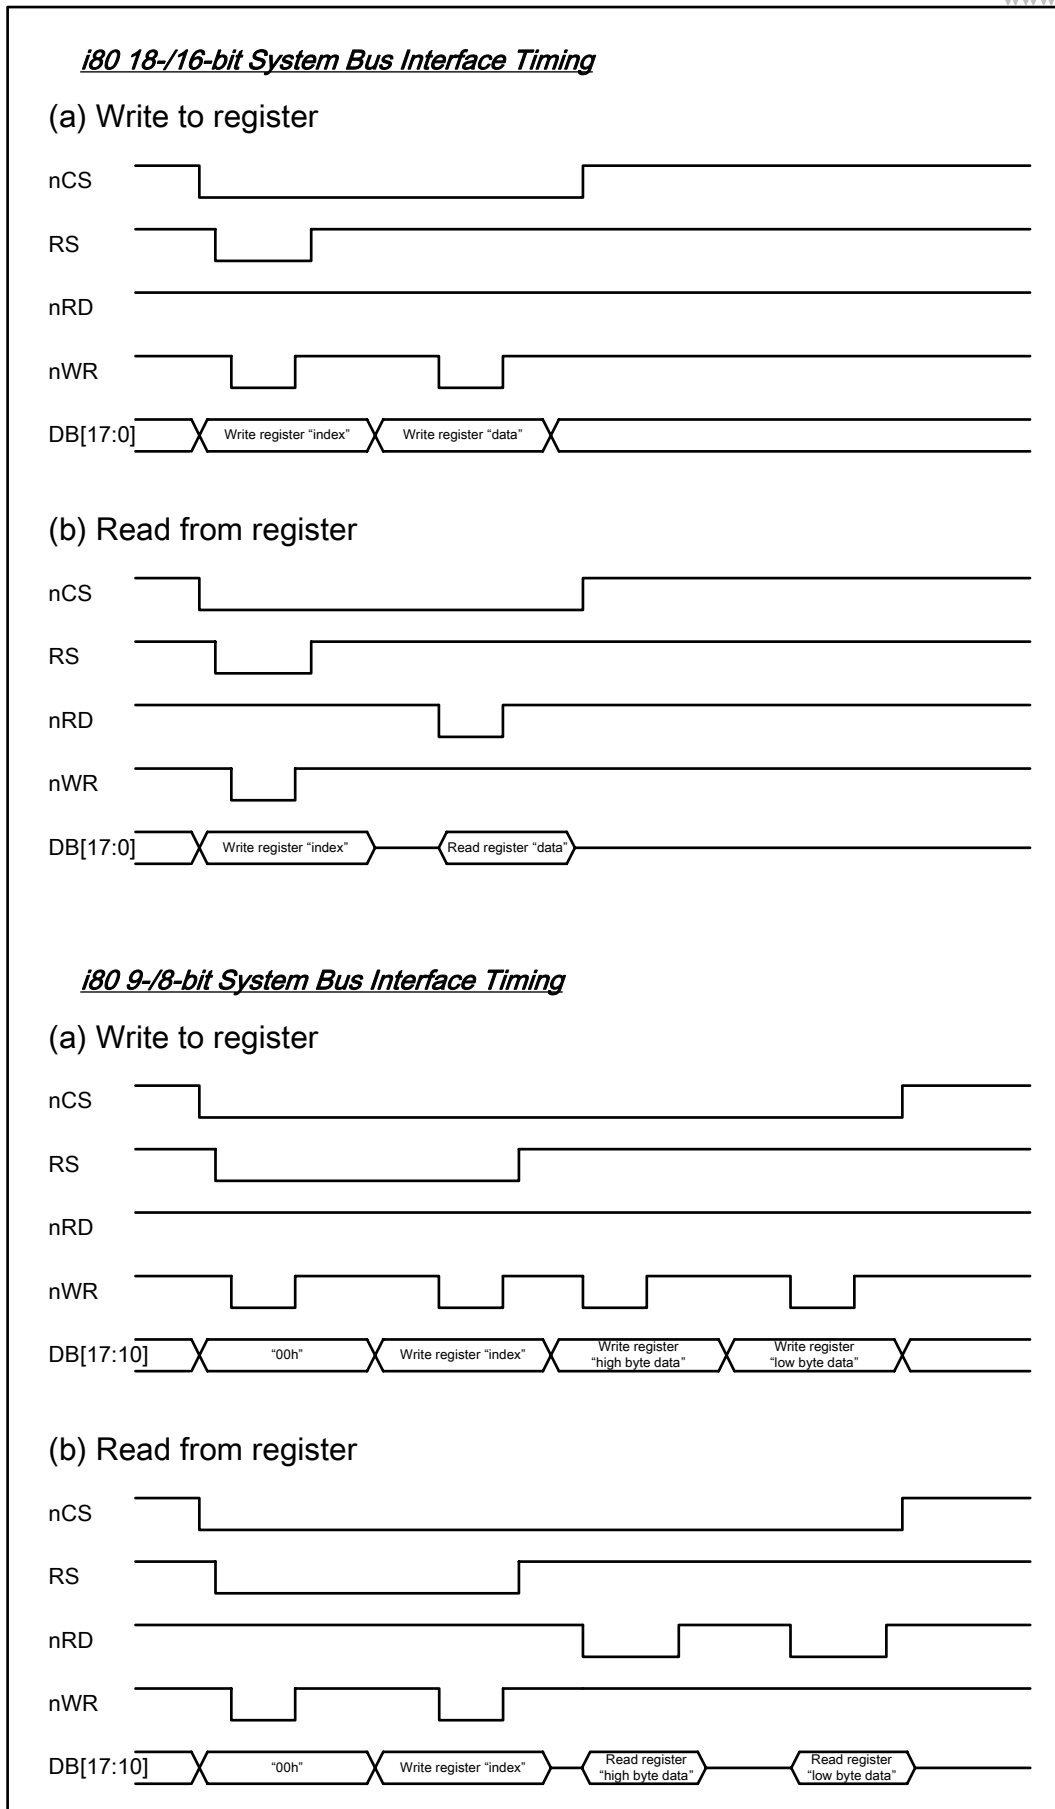 i80 18-/16-bit System Bus Interface Timing
(a) Write to register
nCS
RS
nRD
nWR
DB[17:0]
Write register “index”
Write register “data”
(b) Read from register
nCS
RS
nRD
nWR
DB[17:0]
Write register “index”
Read register “data”
i80 9-/8-bit System Bus Interface Timing
(a) Write to register
nCS
RS
nRD
nWR
DB[17:10]
“00h”
Write register “index”
Write register
“high byte data”
Write register
“low byte data”
(b) Read from register
nCS
RS
nRD
nWR
DB[17:10]
“00h”
Write register “index”
Read register
“high byte data”
Read register
“low byte data”